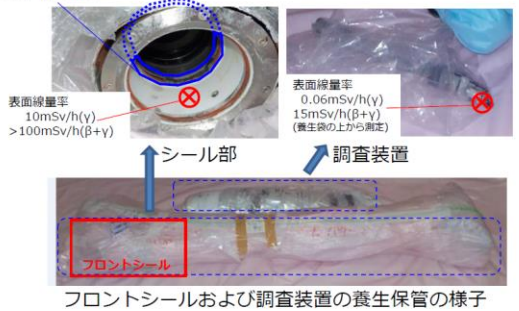 表面線量率
10mSv/h(γ)
>100mSv/h(β+γ)
表面線量率
0.06mSv/h(γ)
15mSv/h(β+γ)
(養生袋の上から測定)
シール部
調査装置
フロントシール
フロントシールおよび調査装置の養生保管の様子